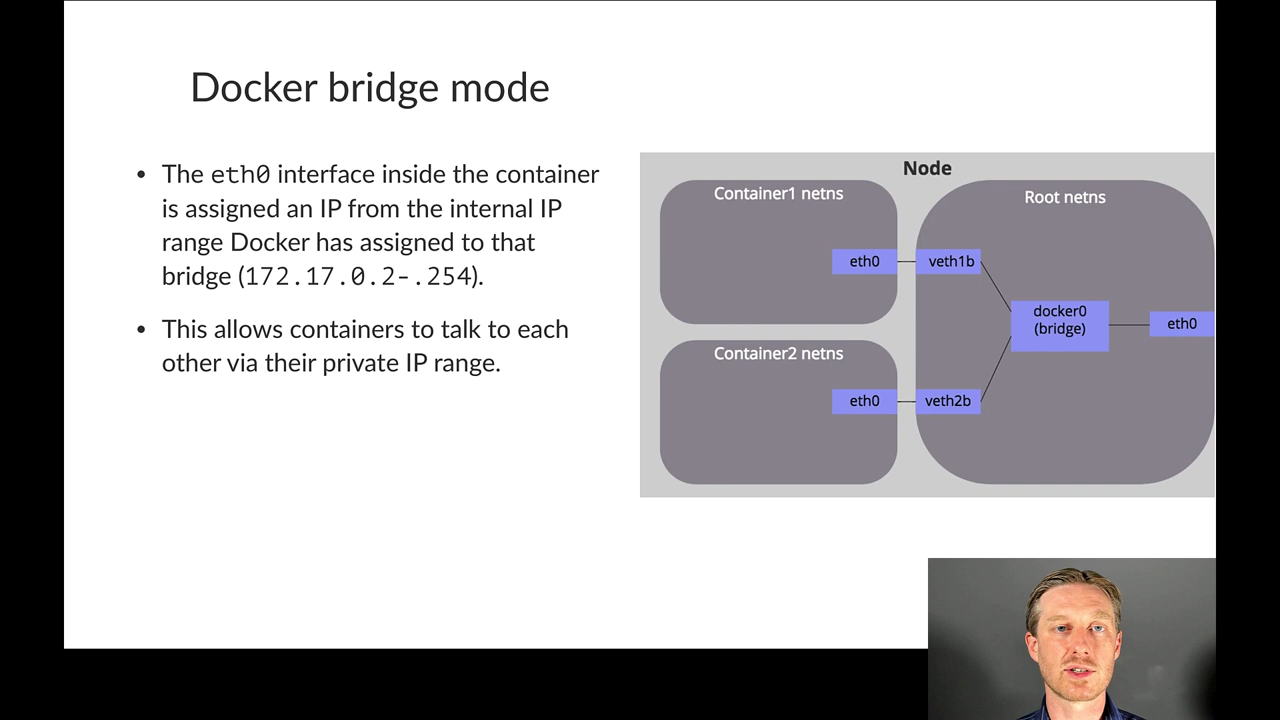 Docker bridge mode
• The eth0 interface inside the container
is assigned an IP from the internal IP
range Docker has assigned to that
bridge (172.17.0.2-.254).
• This allows containers to talk to each
other via their private IP range.
Node
Container1 netns
Root netns
eth0
veth1b
docker0
(bridge)
eth0
Container2 netns
eth0
veth2b